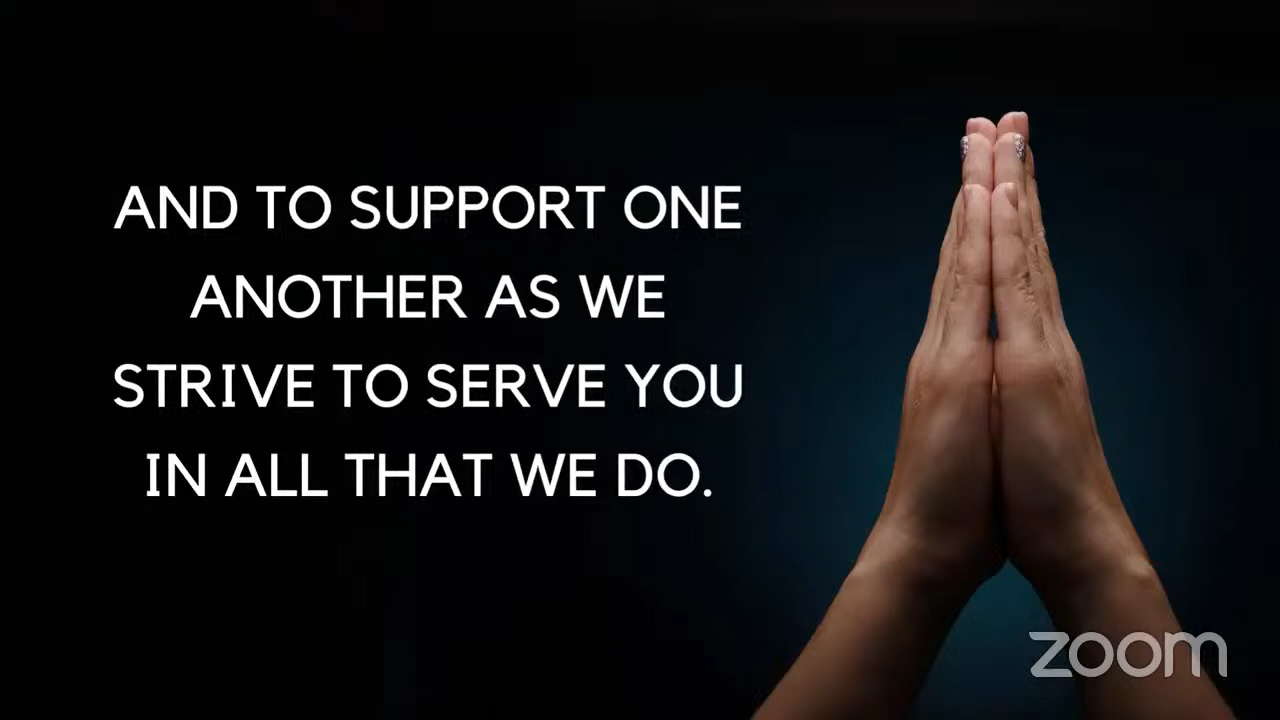 AND TO SUPPORT ONE
ANOTHER AS WE
STRIVE TO SERVE YOU
IN ALL THAT WE DO.
zoom